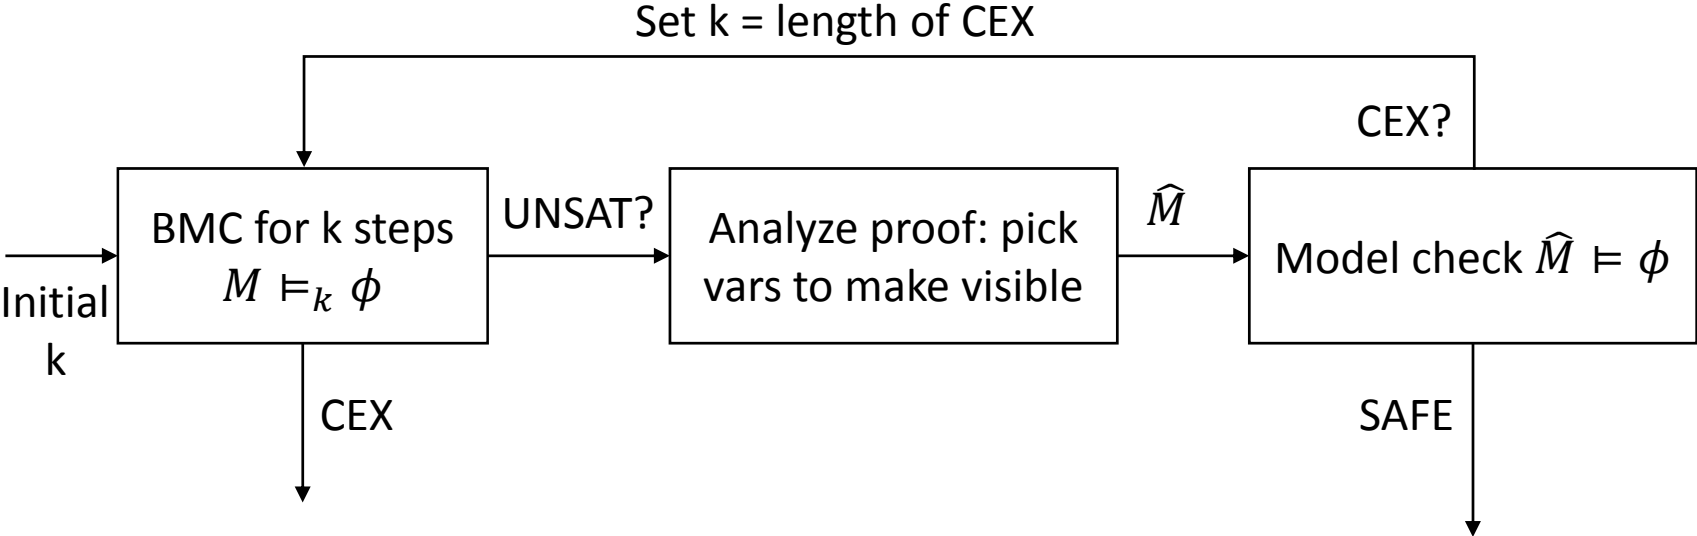 Set k = length of CEX
CEX?
BMC for k steps
M ⊨ₖ ϕ
UNSAT?
Analyze proof: pick
vars to make visible
M̂
Model check M̂ ⊨ ϕ
Initial
k
CEX
SAFE